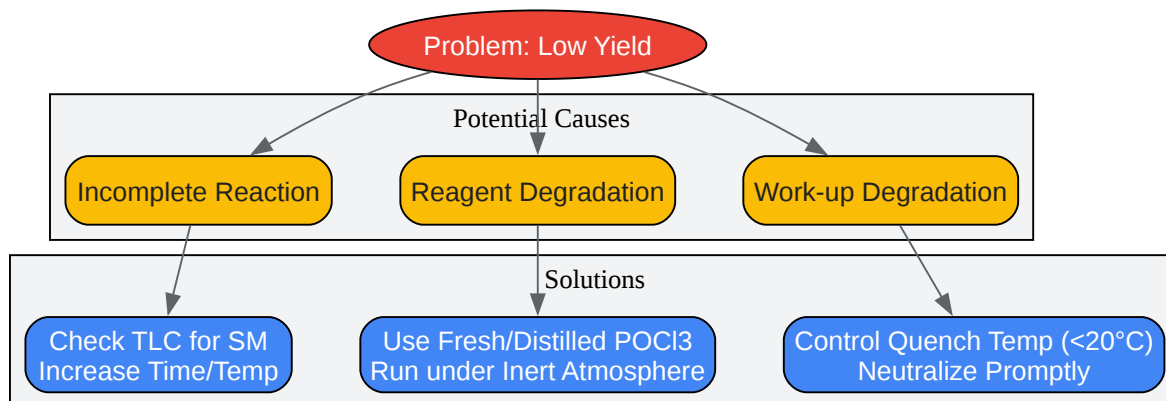 Problem: Low Yield
Potential Causes
Incomplete Reaction
Reagent Degradation
Work-up Degradation
Solutions
Check TLC for SM
Increase Time/Temp
Use Fresh/Distilled POCl3
Run under Inert Atmosphere
Control Quench Temp (<20°C)
Neutralize Promptly